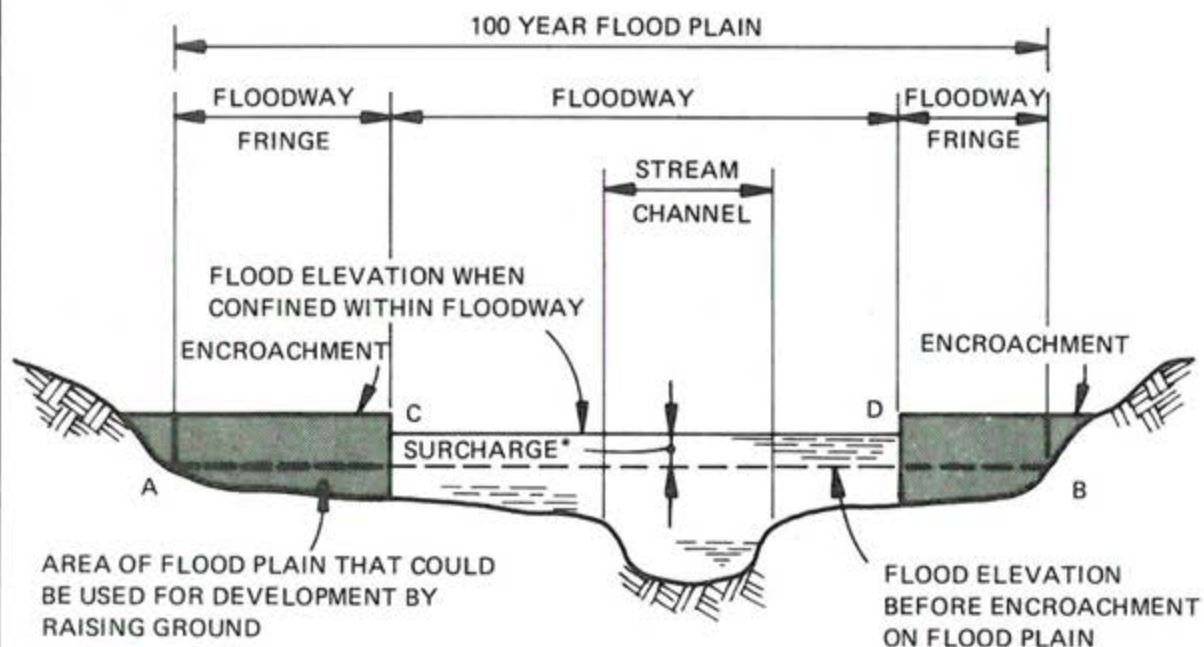 100 YEAR FLOOD PLAIN
FLOODWAY
FRINGE
FLOODWAY
FLOODWAY
FRINGE
STREAM
CHANNEL
FLOOD ELEVATION WHEN
CONFINED WITHIN FLOODWAY
ENCROACHMENT
ENCROACHMENT
C
D
SURCHARGE*
A
B
AREA OF FLOOD PLAIN THAT COULD
BE USED FOR DEVELOPMENT BY
RAISING GROUND
FLOOD ELEVATION
BEFORE ENCROACHMENT
ON FLOOD PLAIN